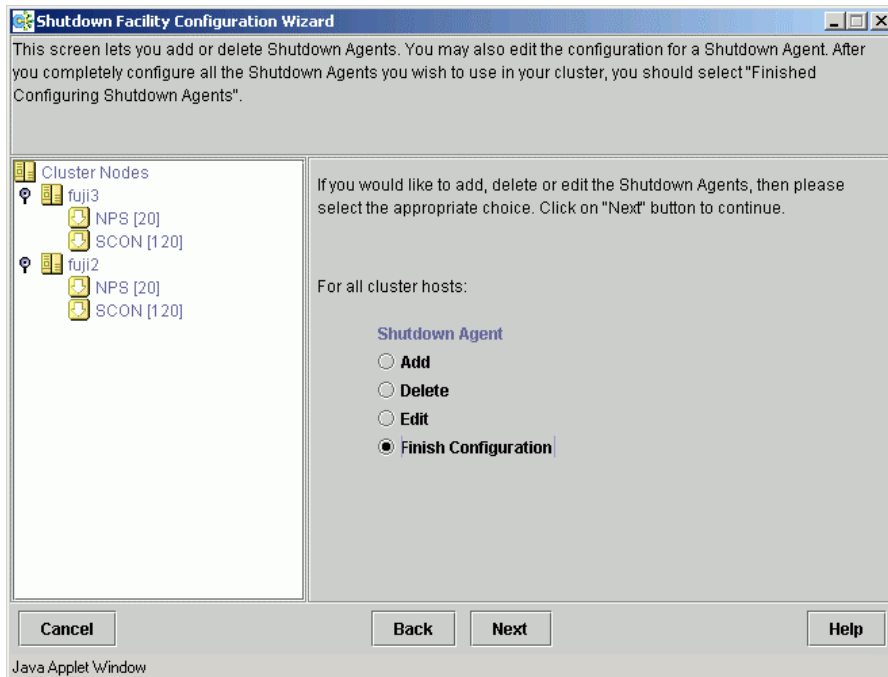 Shutdown Facility Configuration Wizard
This screen lets you add or delete Shutdown Agents. You may also edit the configuration for a Shutdown Agent. After
you completely configure all the Shutdown Agents you wish to use in your cluster, you should select "Finished
Configuring Shutdown Agents".
Cluster Nodes
fuji3
NPS [20]
SCON [120]
fuji2
NPS [20]
SCON [120]
If you would like to add, delete or edit the Shutdown Agents, then please
select the appropriate choice. Click on "Next" button to continue.
For all cluster hosts:
Shutdown Agent
Add
Delete
Edit
Finish Configuration
Cancel
Back
Next
Help
Java Applet Window